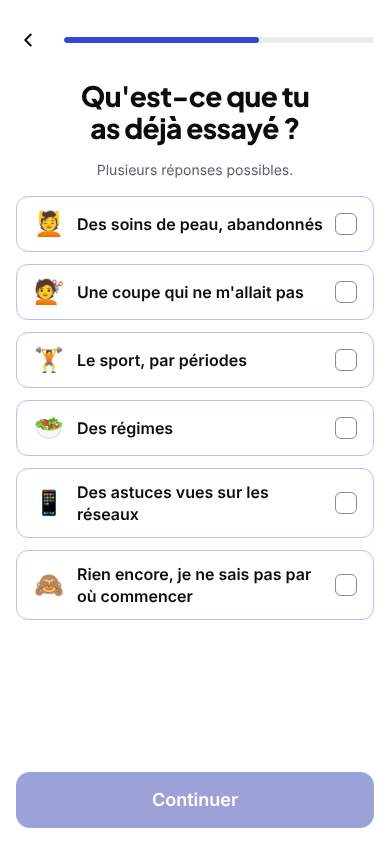 Qu'est-ce que tu
as déjà essayé ?
Plusieurs réponses possibles.
Des soins de peau, abandonnés
Une coupe qui ne m'allait pas
Le sport, par périodes
Des régimes
Des astuces vues sur les
réseaux
Rien encore, je ne sais pas par
où commencer
Continuer